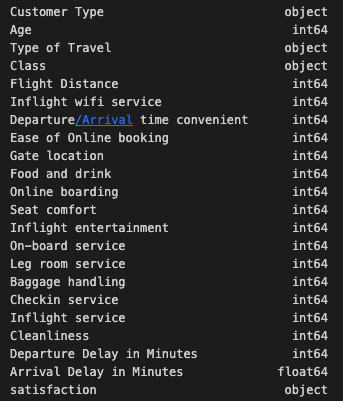 Customer Type object
Age int64
Type of Travel object
Class object
Flight Distance int64
Inflight wifi service int64
Departure/Arrival time convenient int64
Ease of Online booking int64
Gate location int64
Food and drink int64
Online boarding int64
Seat comfort int64
Inflight entertainment int64
On-board service int64
Leg room service int64
Baggage handling int64
Checkin service int64
Inflight service int64
Cleanliness int64
Departure Delay in Minutes int64
Arrival Delay in Minutes float64
satisfaction object